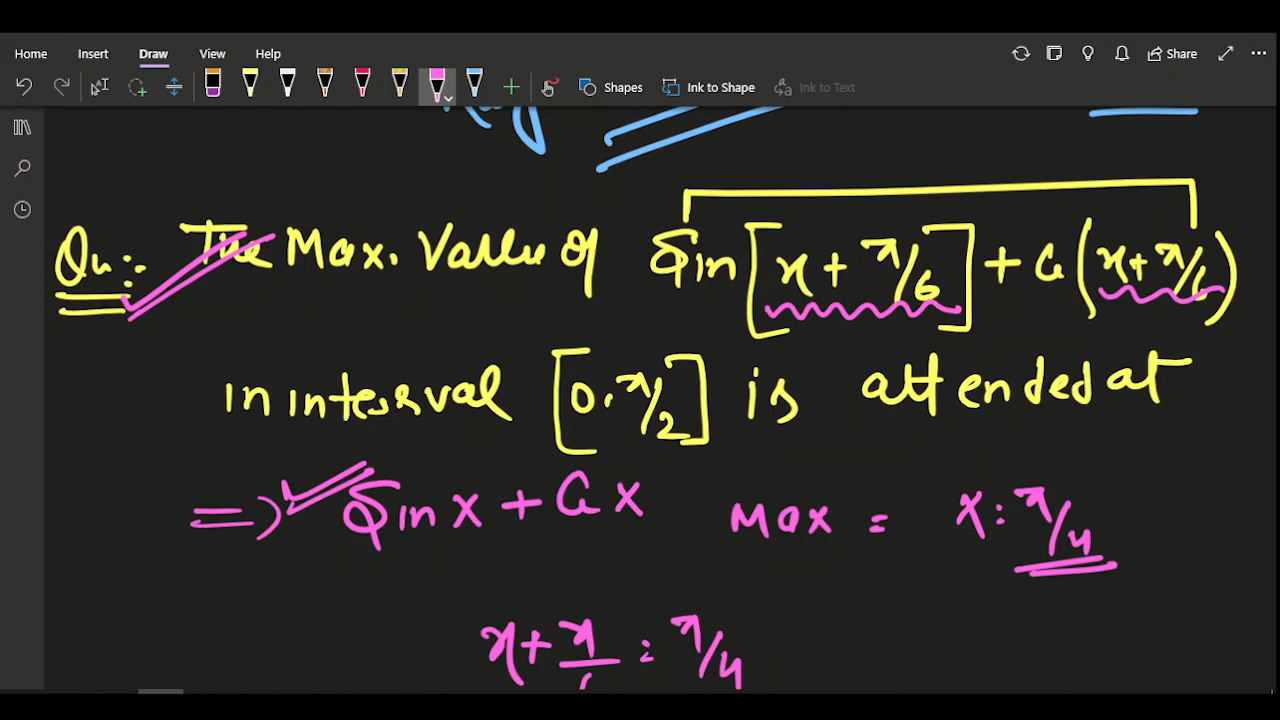 Home Insert Draw View Help Share
Shapes Ink to Shape Ink to Text
Qu:- The Max. Value of Sin [x + π/6] + Cos (x + π/6)
in interval [0, π/2] is attended at
=) Sin x + Cos x Max = x : π/4
x + π/6 = π/4